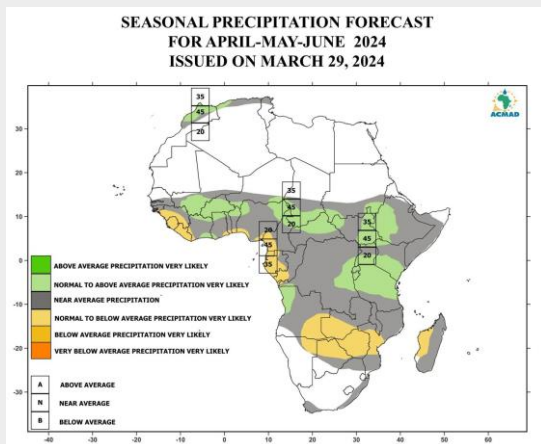 SEASONAL PRECIPITATION FORECAST
FOR APRIL-MAY-JUNE 2024
ISSUED ON MARCH 29, 2024
ACMAD
35
45
20
35
45
20
35
45
20
20
45
35
30
20
10
0
-10
-20
-30
ABOVE AVERAGE PRECIPITATION VERY LIKELY
NORMAL TO ABOVE AVERAGE PRECIPITATION VERY LIKELY
NEAR AVERAGE PRECIPITATION
NORMAL TO BELOW AVERAGE PRECIPITATION VERY LIKELY
BELOW AVERAGE PRECIPITATION VERY LIKELY
VERY BELOW AVERAGE PRECIPITATION VERY LIKELY
A ABOVE AVERAGE
N NEAR AVERAGE
B BELOW AVERAGE
-40 -20 -10 0 10 20 30 40 50 60